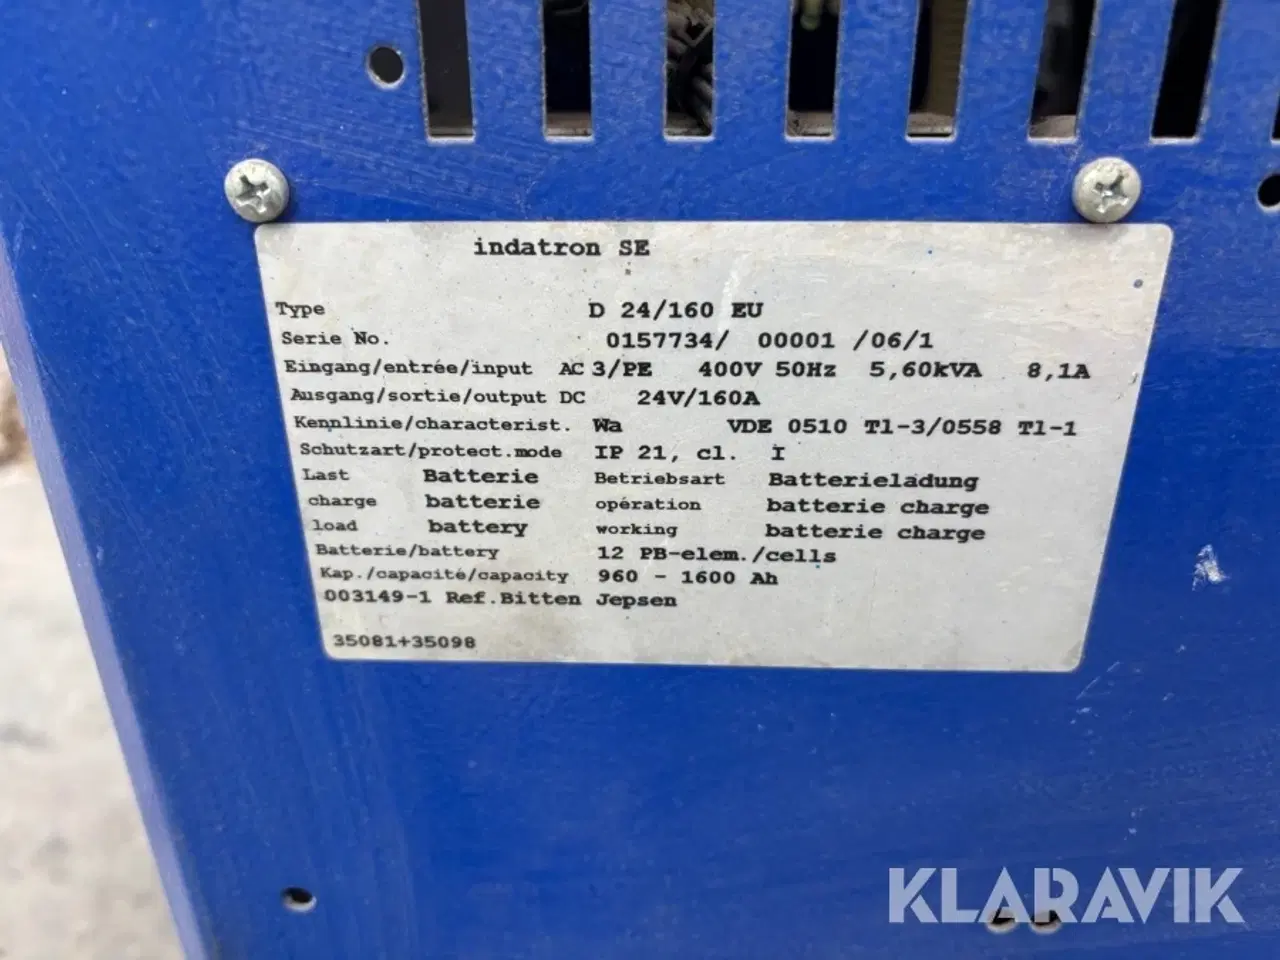 indatron SE
Type D 24/160 EU
Serie No. 0157734/ 00001 /06/1
Eingang/entrée/input AC 3/PE 400V 50Hz 5,60kVA 8,1A
Ausgang/sortie/output DC 24V/160A
Kennlinie/characterist. Wa VDE 0510 Tl-3/0558 Tl-1
Schutzart/protect.mode IP 21, cl. I
Last Batterie Betriebsart Batterieladung
charge batterie opération batterie charge
load battery working batterie charge
Batterie/battery 12 PB-elem./cells
Kap./capacité/capacity 960 - 1600 Ah
003149-1 Ref.Bitten Jepsen
35081+35098
KLARAVIK